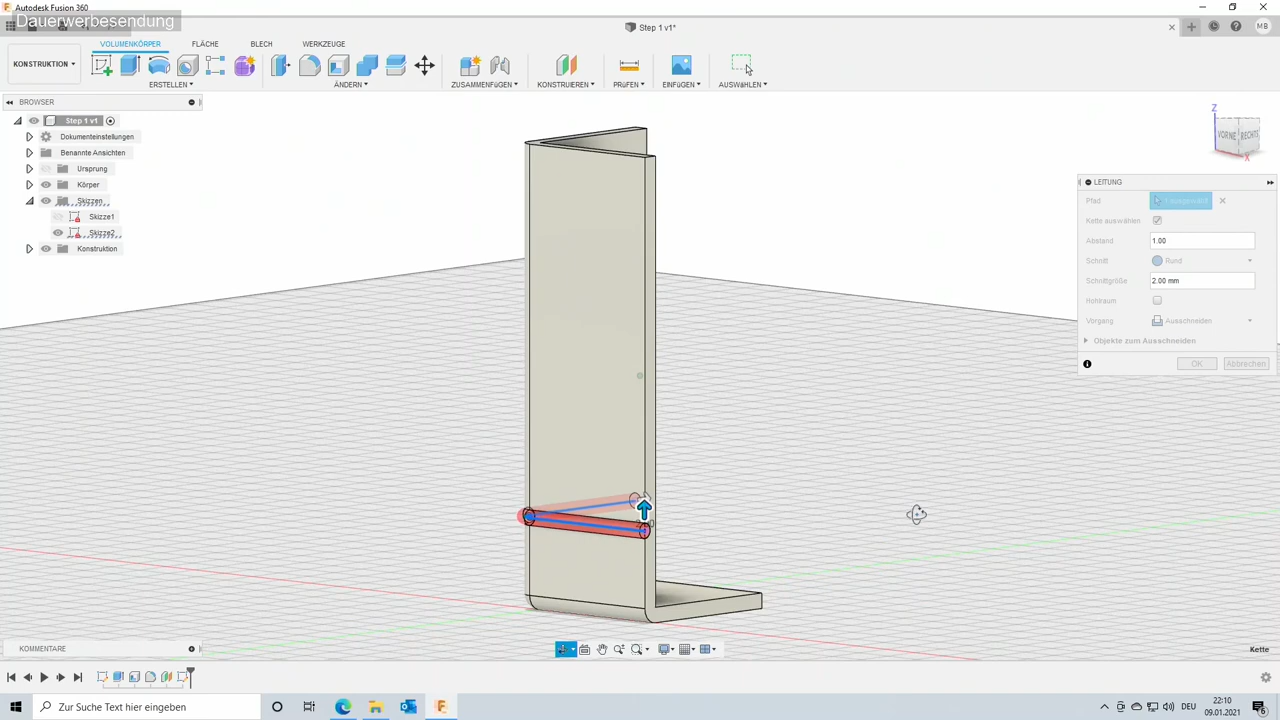 Autodesk Fusion 360
Dauerwerbesendung
Step 1 v1*
MB
VOLUMENKÖRPER
FLÄCHE
BLECH
WERKZEUGE
KONSTRUKTION
ERSTELLEN
ÄNDERN
ZUSAMMENFÜGEN
KONSTRUIEREN
PRÜFEN
EINFÜGEN
AUSWÄHLEN
BROWSER
Step 1 v1
Dokumenteinstellungen
Benannte Ansichten
Ursprung
Körper
Skizzen
Skizze1
Skizze2
Konstruktion
Z
VORNE
RECHTS
X
LEITUNG
Pfad
Kette auswählen
Abstand
1.00
Schnitt
Rund
Schnittgröße
2.00 mm
Hohlraum
Vorgang
Ausschneiden
Objekte zum Ausschneiden
OK
Abbrechen
KOMMENTARE
Kette
Zur Suche Text hier eingeben
DEU
22:10
09.01.2021